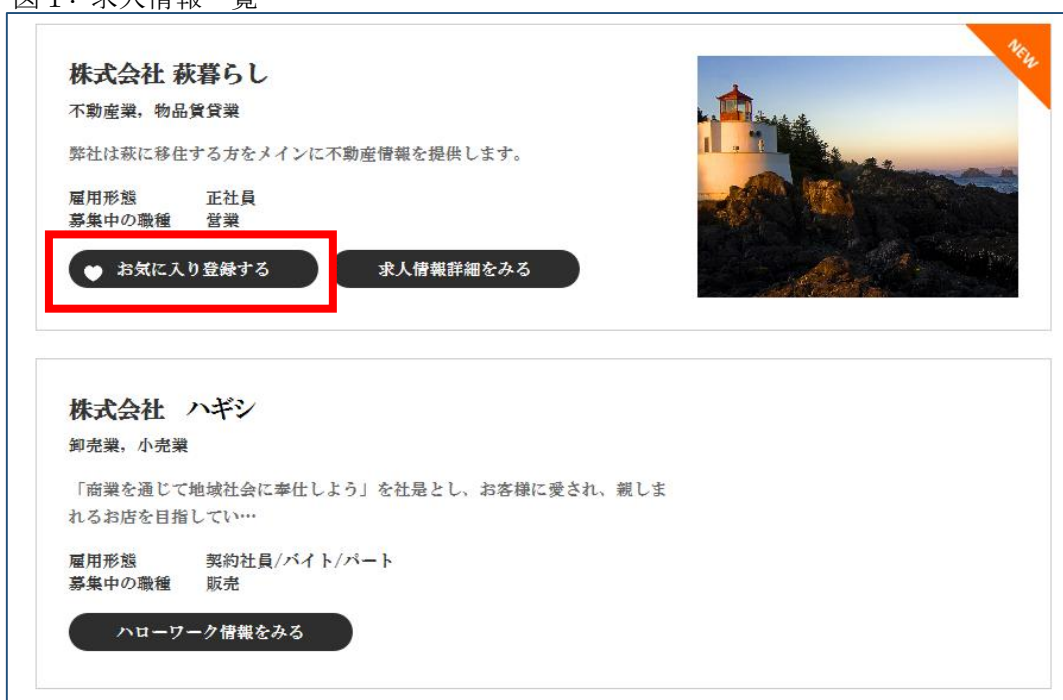 図1：求人情報一覧
NEW
株式会社 萩暮らし
不動産業，物品賃貸業
弊社は萩に移住する方をメインに不動産情報を提供します。
雇用形態 正社員
募集中の職種 営業
お気に入り登録する 求人情報詳細をみる
株式会社　ハギシ
卸売業，小売業
「商業を通じて地域社会に奉仕しよう」を社是とし、お客様に愛され、親しま
れるお店を目指してい…
雇用形態 契約社員/バイト/パート
募集中の職種 販売
ハローワーク情報をみる